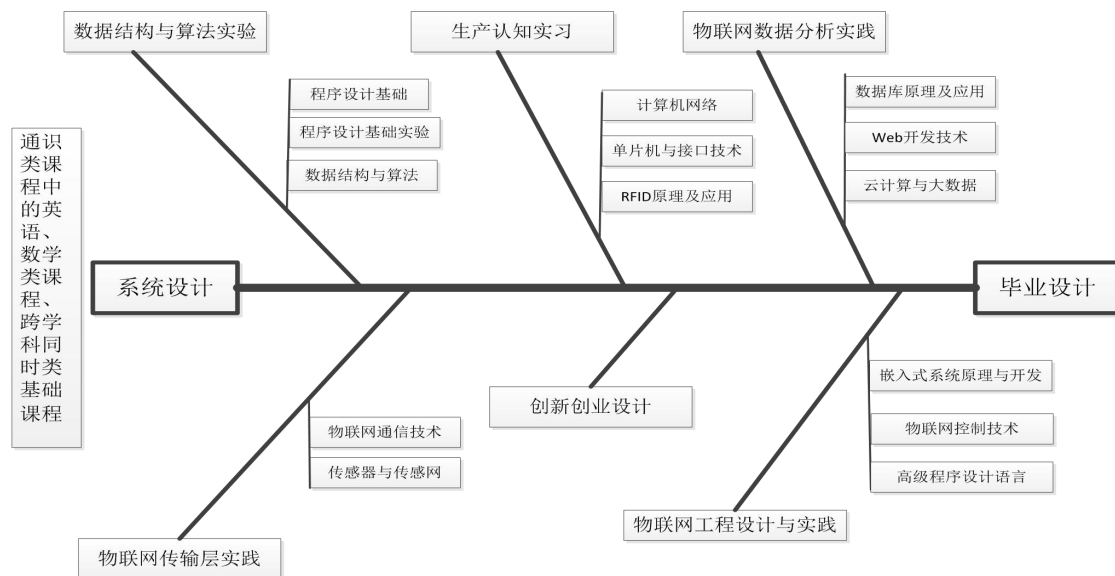 数据结构与算法实验
生产认知实习
物联网数据分析实践
程序设计基础
程序设计基础实验
数据结构与算法
计算机网络
单片机与接口技术
RFID原理及应用
数据库原理及应用
Web开发技术
云计算与大数据
通识
类课
程中
的英
语、
数学
类课
程、
跨学
科同
时类
基础
课程
系统设计
毕业设计
物联网通信技术
传感器与传感网
创新创业设计
嵌入式系统原理与开发
物联网控制技术
高级程序设计语言
物联网传输层实践
物联网工程设计与实践